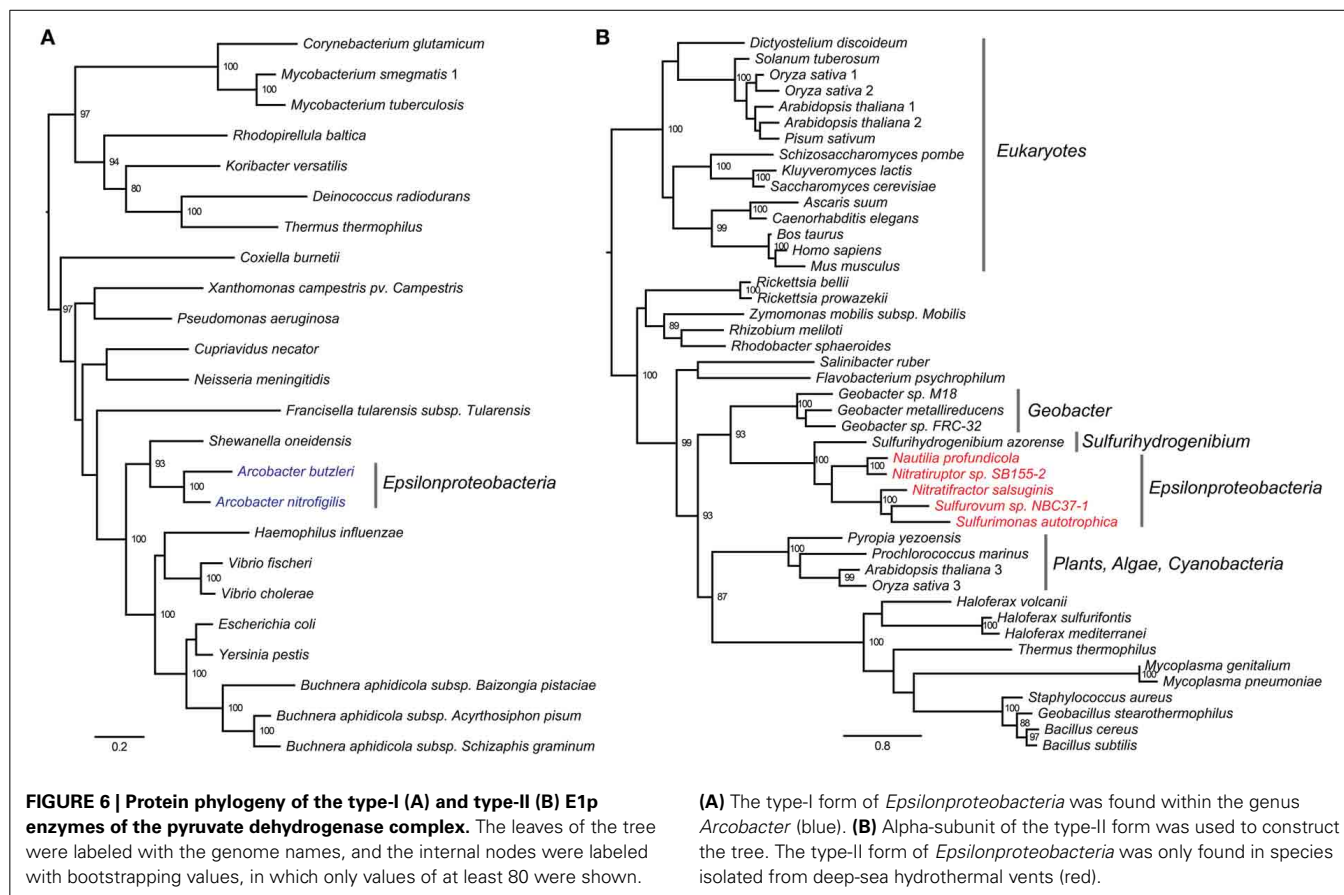 A
Corynebacterium glutamicum
100
Mycobacterium smegmatis 1
100
Mycobacterium tuberculosis
97
Rhodopirellula baltica
94
Koribacter versatilis
80
Deinococcus radiodurans
100
Thermus thermophilus
Coxiella burnetii
97
Xanthomonas campestris pv. Campestris
Pseudomonas aeruginosa
Cupriavidus necator
Neisseria meningitidis
Francisella tularensis subsp. Tularensis
Shewanella oneidensis
93
Arcobacter butzleri
100
Epsilonproteobacteria
Arcobacter nitrofigilis
100
Haemophilus influenzae
Vibrio fischeri
100
Vibrio cholerae
100
Escherichia coli
Yersinia pestis
100
Buchnera aphidicola subsp. Baizongia pistaciae
100
Buchnera aphidicola subsp. Acyrthosiphon pisum
100
Buchnera aphidicola subsp. Schizaphis graminum
0.2
B
Dictyostelium discoideum
Solanum tuberosum
100
Oryza sativa 1
Oryza sativa 2
Arabidopsis thaliana 1
Arabidopsis thaliana 2
100
Pisum sativum
Eukaryotes
Schizosaccharomyces pombe
100
Kluyveromyces lactis
100
Saccharomyces cerevisiae
Ascaris suum
100
Caenorhabditis elegans
99
Bos taurus
100
Homo sapiens
Mus musculus
Rickettsia bellii
100
Rickettsia prowazekii
Zymomonas mobilis subsp. Mobilis
89
Rhizobium meliloti
Rhodobacter sphaeroides
100
Salinibacter ruber
Flavobacterium psychrophilum
Geobacter sp. M18
100
Geobacter metallireducens
Geobacter
Geobacter sp. FRC-32
93
99
Sulfurihydrogenibium azorense
Sulfurihydrogenibium
100
Nautilia profundicola
100
Nitratiruptor sp. SB155-2
Epsilonproteobacteria
Nitratifractor salsuginis
100
Sulfurovum sp. NBC37-1
Sulfurimonas autotrophica
93
Pyropia yezoensis
100
Prochlorococcus marinus
Plants, Algae, Cyanobacteria
Arabidopsis thaliana 3
99
Oryza sativa 3
87
Haloferax volcanii
Haloferax sulfurifontis
100
Haloferax mediterranei
100
Thermus thermophilus
Mycoplasma genitalium
100
Mycoplasma pneumoniae
Staphylococcus aureus
100
Geobacillus stearothermophilus
88
Bacillus cereus
97
Bacillus subtilis
0.8
FIGURE 6 | Protein phylogeny of the type-I (A) and type-II (B) E1p
enzymes of the pyruvate dehydrogenase complex. The leaves of the tree
were labeled with the genome names, and the internal nodes were labeled
with bootstrapping values, in which only values of at least 80 were shown.
(A) The type-I form of Epsilonproteobacteria was found within the genus
Arcobacter (blue). (B) Alpha-subunit of the type-II form was used to construct
the tree. The type-II form of Epsilonproteobacteria was only found in species
isolated from deep-sea hydrothermal vents (red).